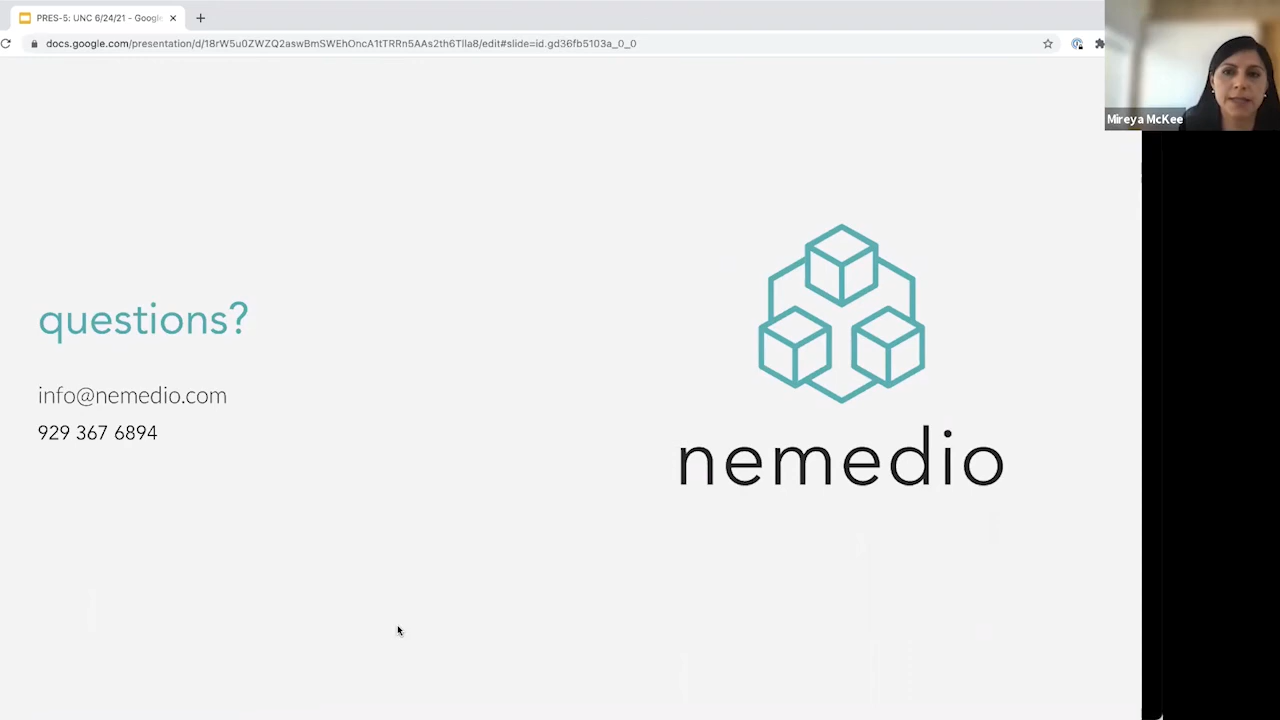 PRES-5: UNC 6/24/21 - Google
docs.google.com/presentation/d/18rW5u0ZWZQ2aswBmSWEhOncA1tTRRn5AAs2th6TIla8/edit#slide=id.gd36fb5103a_0_0
Mireya McKee
questions?
info@nemedio.com
929 367 6894
nemedio